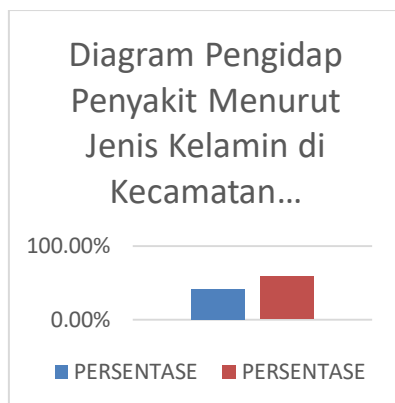 Diagram Pengidap
Penyakit Menurut
Jenis Kelamin di
Kecamatan...
100.00%
0.00%
PERSENTASE PERSENTASE